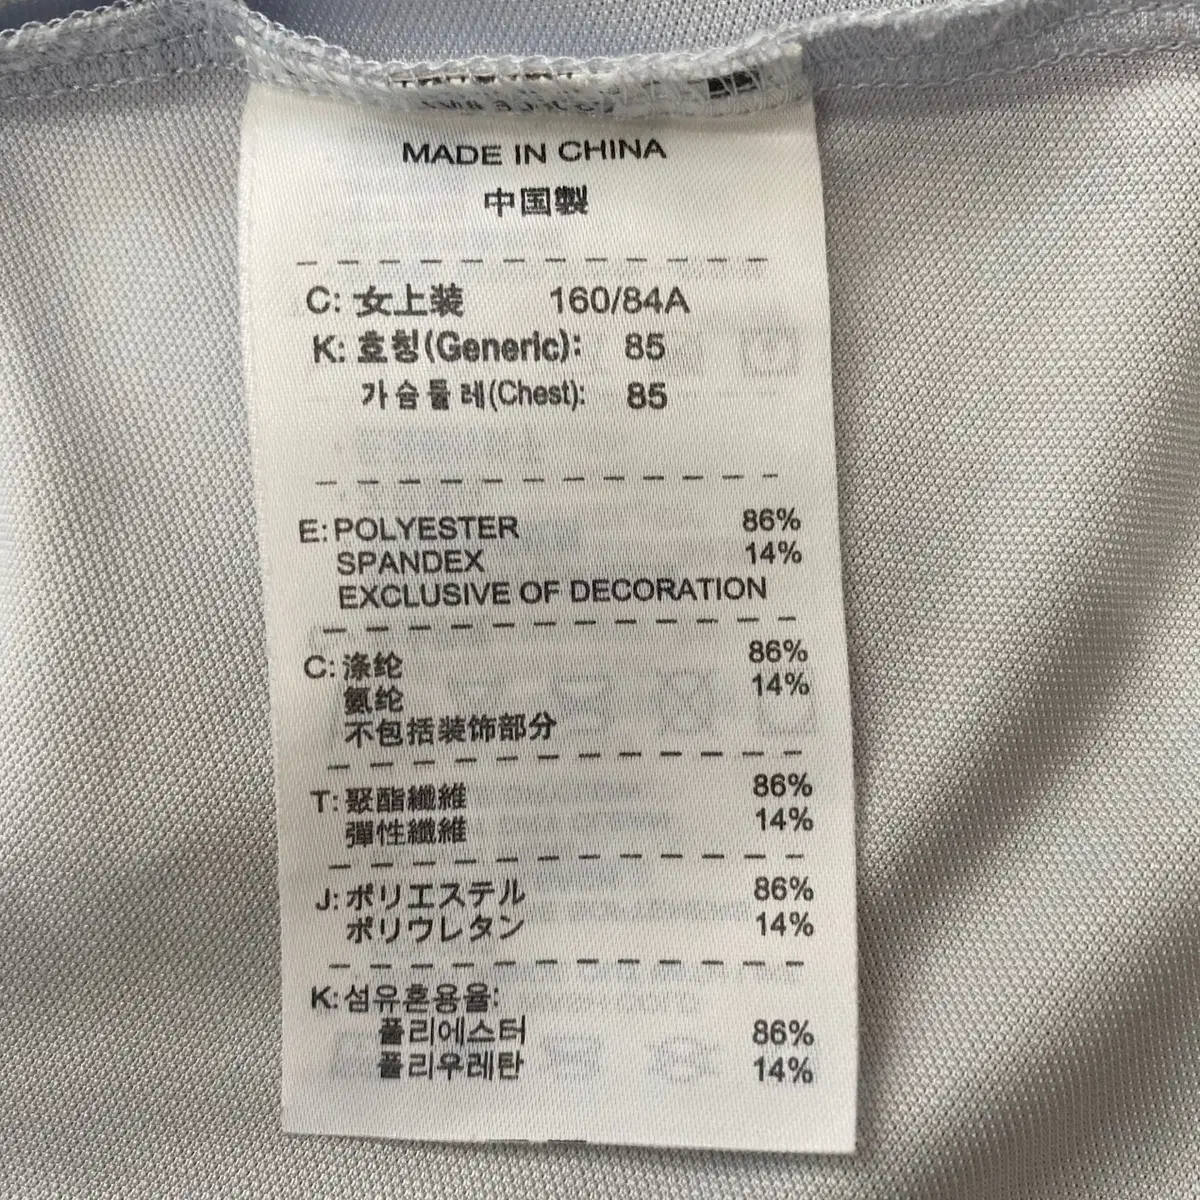 MADE IN CHINA
中国製
C: 女上装 160/84A
K: 호칭(Generic): 85
가슴둘레(Chest): 85
E: POLYESTER 86%
SPANDEX 14%
EXCLUSIVE OF DECORATION
C: 涤纶 86%
氨纶 14%
不包括装饰部分
T: 聚酯纖維 86%
彈性纖維 14%
J: ポリエステル 86%
ポリウレタン 14%
K: 섬유혼용율:
폴리에스터 86%
폴리우레탄 14%